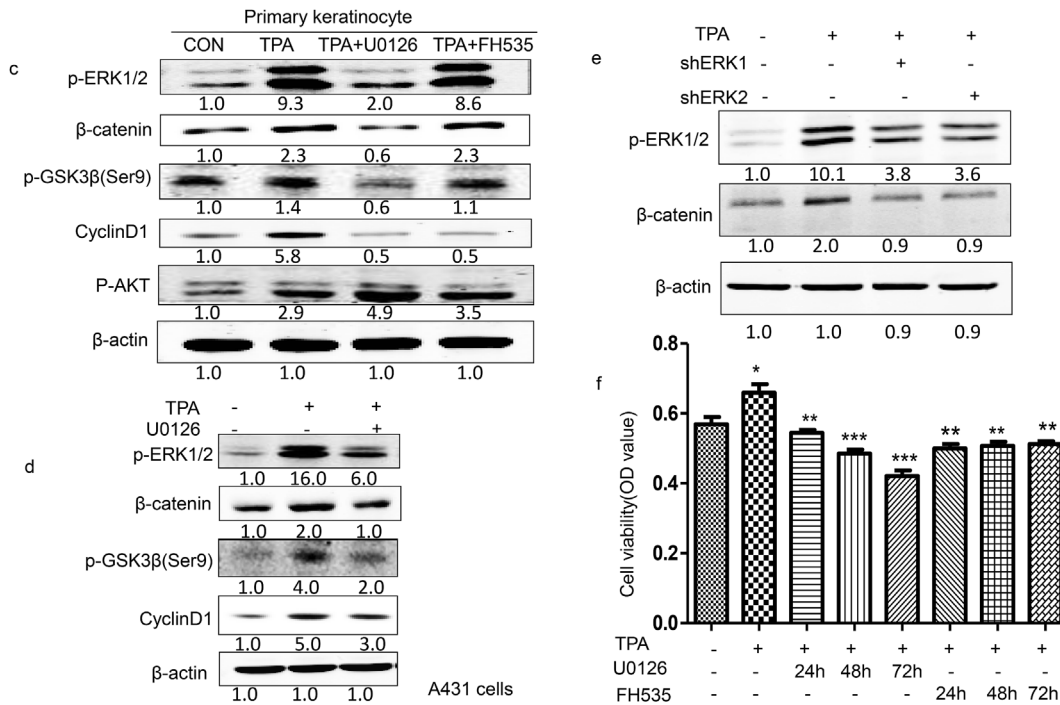 c
Primary keratinocyte
CON TPA TPA+U0126 TPA+FH535
p-ERK1/2
1.0 9.3 2.0 8.6
β-catenin
1.0 2.3 0.6 2.3
p-GSK3β(Ser9)
1.0 1.4 0.6 1.1
CyclinD1
1.0 5.8 0.5 0.5
P-AKT
1.0 2.9 4.9 3.5
β-actin
1.0 1.0 1.0 1.0
d
TPA - + +
U0126 - - +
p-ERK1/2
1.0 16.0 6.0
β-catenin
1.0 2.0 1.0
p-GSK3β(Ser9)
1.0 4.0 2.0
CyclinD1
1.0 5.0 3.0
β-actin
1.0 1.0 1.0
A431 cells
e
TPA - + + +
shERK1 - - +
shERK2 - - - +
p-ERK1/2
1.0 10.1 3.8 3.6
β-catenin
1.0 2.0 0.9 0.9
β-actin
1.0 1.0 0.9 0.9
f
Cell viability(OD value)
0.8
0.6
0.4
0.2
0.0
* ** *** *** ** ** **
TPA - + + + + + + +
U0126 - - 24h 48h 72h - - -
FH535 - - - - - 24h 48h 72h